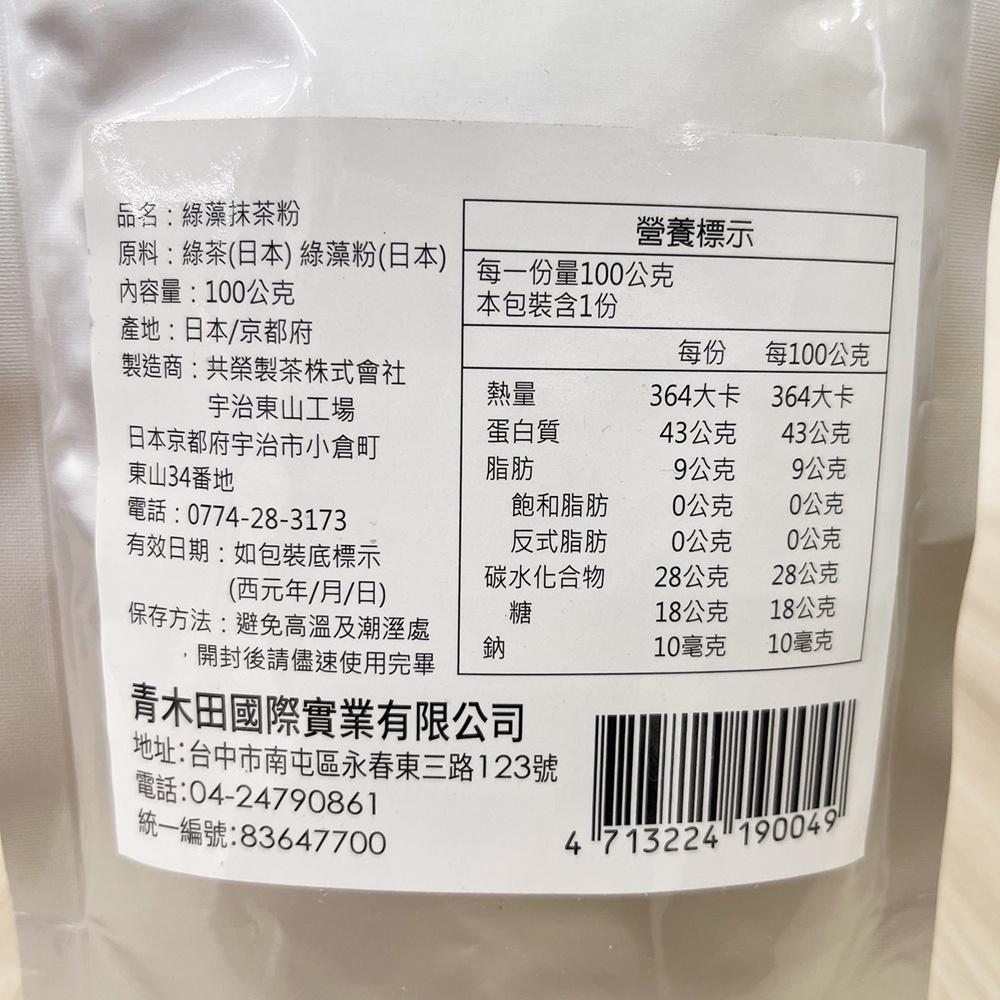 品名：綠藻抹茶粉
原料：綠茶(日本) 綠藻粉(日本)
內容量：100公克
產地：日本/京都府
製造商：共榮製茶株式會社
宇治東山工場
日本京都府宇治市小倉町
東山34番地
電話：0774-28-3173
有效日期：如包裝底標示
(西元年/月/日)
保存方法：避免高溫及潮溼處
，開封後請儘速使用完畢
營養標示
每一份量100公克
本包裝含1份
每份 每100公克
熱量 364大卡 364大卡
蛋白質 43公克 43公克
脂肪 9公克 9公克
飽和脂肪 0公克 0公克
反式脂肪 0公克 0公克
碳水化合物 28公克 28公克
糖 18公克 18公克
鈉 10毫克 10毫克
青木田國際實業有限公司
地址:台中市南屯區永春東三路123號
電話:04-24790861
統一編號:83647700
4 713224 190049